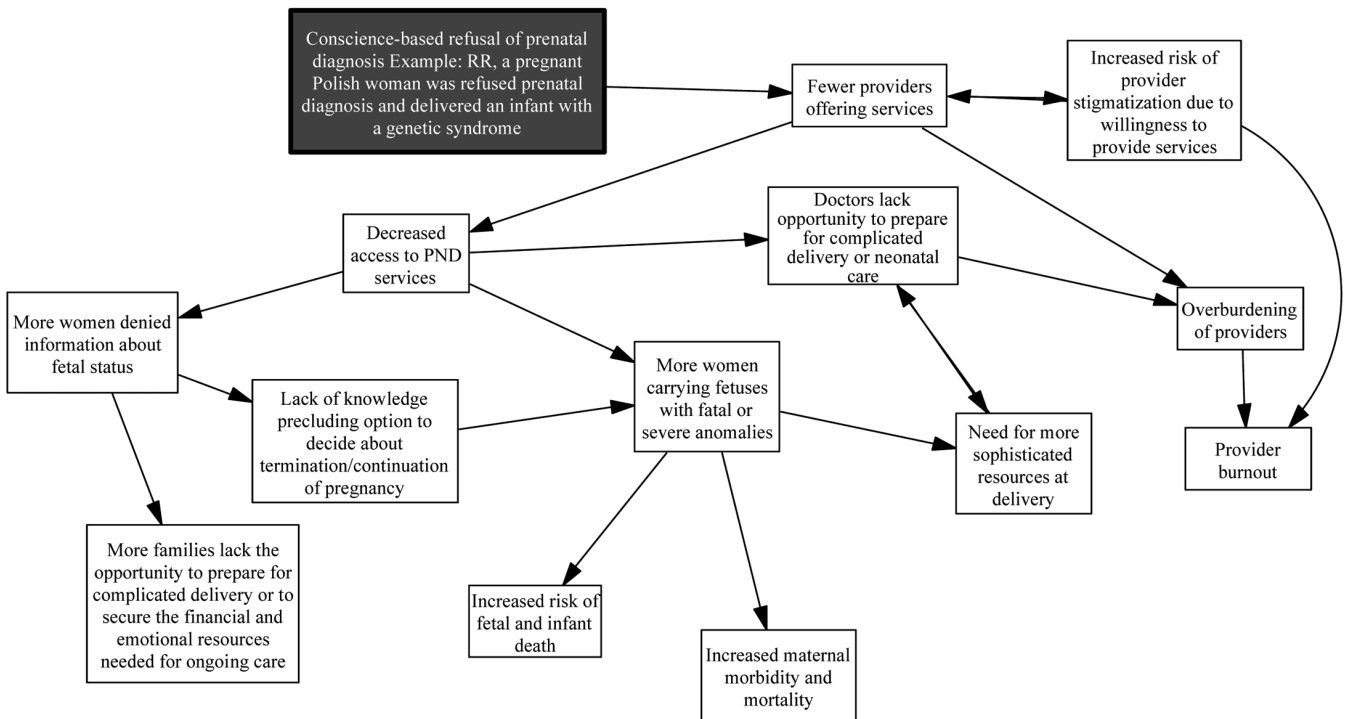 Conscience-based refusal of prenatal
diagnosis Example: RR, a pregnant
Polish woman was refused prenatal
diagnosis and delivered an infant with
a genetic syndrome
Fewer providers
offering services
Increased risk of
provider
stigmatization due to
willingness to
provide services
Decreased
access to PND
services
Doctors lack
opportunity to prepare
for complicated
delivery or neonatal
care
Overburdening
of providers
More women denied
information about
fetal status
Lack of knowledge
precluding option to
decide about
termination/continuation
of pregnancy
More women
carrying fetuses
with fatal or
severe anomalies
Need for more
sophisticated
resources at
delivery
Provider
burnout
More families lack the
opportunity to prepare for
complicated delivery or to
secure the financial and
emotional resources
needed for ongoing care
Increased risk of
fetal and infant
death
Increased maternal
morbidity and
mortality